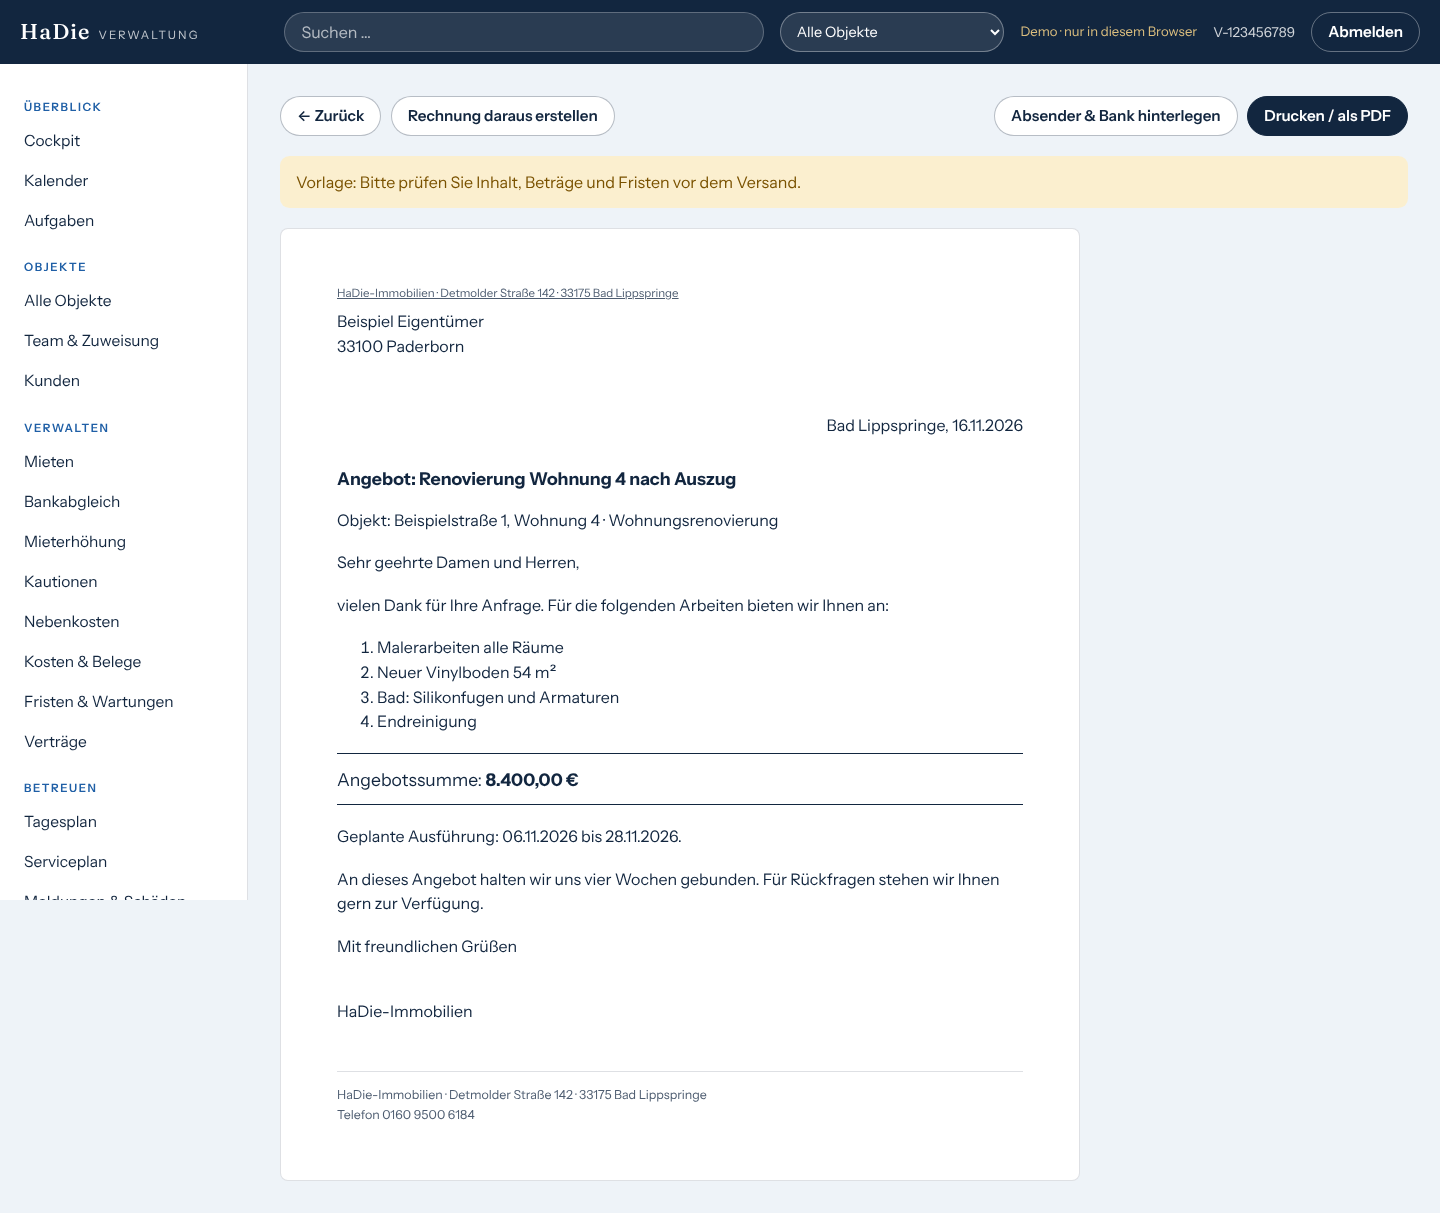 HaDie VERWALTUNG
Suchen ...
Alle Objekte
Demo · nur in diesem Browser
V-123456789
Abmelden
ÜBERBLICK
Cockpit
Kalender
Aufgaben
OBJEKTE
Alle Objekte
Team & Zuweisung
Kunden
VERWALTEN
Mieten
Bankabgleich
Mieterhöhung
Kautionen
Nebenkosten
Kosten & Belege
Fristen & Wartungen
Verträge
BETREUEN
Tagesplan
Serviceplan
Meldungen & Schäden
← Zurück
Rechnung daraus erstellen
Absender & Bank hinterlegen
Drucken / als PDF
Vorlage: Bitte prüfen Sie Inhalt, Beträge und Fristen vor dem Versand.
HaDie-Immobilien · Detmolder Straße 142 · 33175 Bad Lippspringe
Beispiel Eigentümer
33100 Paderborn
Bad Lippspringe, 16.11.2026
Angebot: Renovierung Wohnung 4 nach Auszug
Objekt: Beispielstraße 1, Wohnung 4 · Wohnungsrenovierung
Sehr geehrte Damen und Herren,
vielen Dank für Ihre Anfrage. Für die folgenden Arbeiten bieten wir Ihnen an:
1. Malerarbeiten alle Räume
2. Neuer Vinylboden 54 m²
3. Bad: Silikonfugen und Armaturen
4. Endreinigung
Angebotssumme: 8.400,00 €
Geplante Ausführung: 06.11.2026 bis 28.11.2026.
An dieses Angebot halten wir uns vier Wochen gebunden. Für Rückfragen stehen wir Ihnen
gern zur Verfügung.
Mit freundlichen Grüßen
HaDie-Immobilien
HaDie-Immobilien · Detmolder Straße 142 · 33175 Bad Lippspringe
Telefon 0160 9500 6184